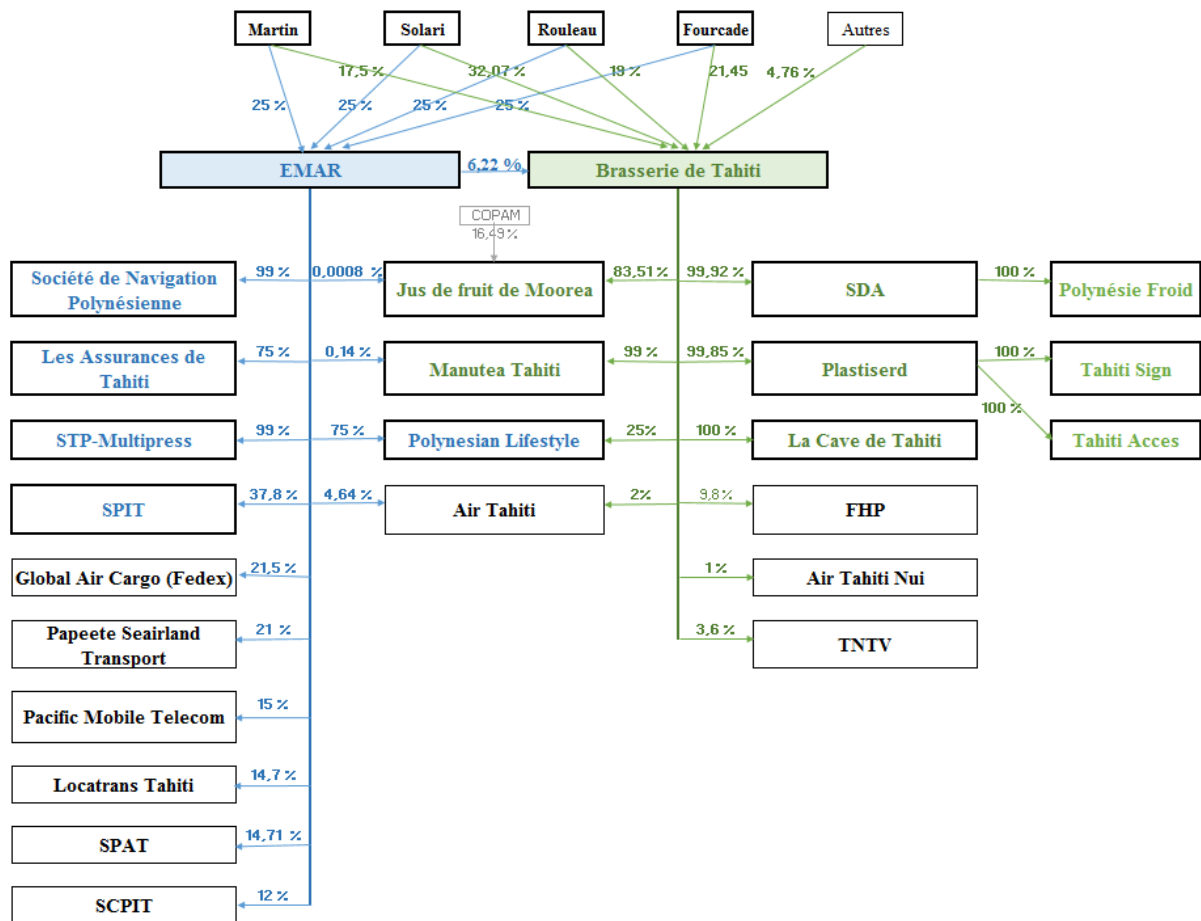 Martin
Solari
Rouleau
Fourcade
Autres
17,5 %
32,07 %
19 %
21,45
4,76 %
25 %
25 %
25 %
25 %
EMAR
6,22 %
Brasserie de Tahiti
COPAM
16,49 %
Société de Navigation
Polynésienne
99 %
0,0008 %
Jus de fruit de Moorea
83,51 %
99,92 %
SDA
100 %
Polynésie Froid
Les Assurances de
Tahiti
75 %
0,14 %
Manutea Tahiti
99 %
99,85 %
Plastiserd
100 %
Tahiti Sign
100 %
STP-Multipress
99 %
75 %
Polynesian Lifestyle
25%
100 %
La Cave de Tahiti
Tahiti Acces
SPIT
37,8 %
4,64 %
Air Tahiti
2%
9,8%
FHP
Global Air Cargo (Fedex)
21,5 %
1 %
Air Tahiti Nui
Papeete Seairland
Transport
21 %
3,6 %
TNTV
Pacific Mobile Telecom
15 %
Locatrans Tahiti
14,7 %
SPAT
14,71 %
SCPIT
12 %